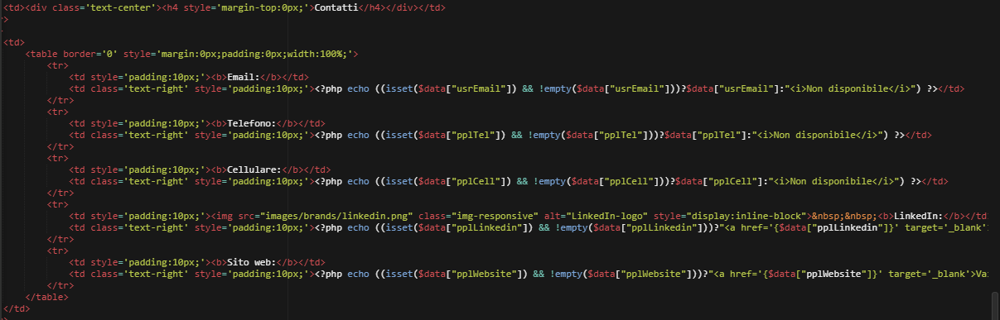 <td><div class='text-center'><h4 style='margin-top:0px;'>Contatti</h4></div></td>
>
<td>
<table border='0' style='margin:0px;padding:0px;width:100%;'>
<tr>
<td style='padding:10px;'><b>Email:</b></td>
<td class='text-right' style='padding:10px;'><?php echo ((isset($data["usrEmail"]) && !empty($data["usrEmail"]))?$data["usrEmail"]:"<i>Non disponibile</i>") ?></td>
</tr>
<tr>
<td style='padding:10px;'><b>Telefono:</b></td>
<td class='text-right' style='padding:10px;'><?php echo ((isset($data["pplTel"]) && !empty($data["pplTel"]))?$data["pplTel"]:"<i>Non disponibile</i>") ?></td>
</tr>
<tr>
<td style='padding:10px;'><b>Cellulare:</b></td>
<td class='text-right' style='padding:10px;'><?php echo ((isset($data["pplCell"]) && !empty($data["pplCell"]))?$data["pplCell"]:"<i>Non disponibile</i>") ?></td>
</tr>
<tr>
<td style='padding:10px;'><img src="images/brands/linkedin.png" class="img-responsive" alt="LinkedIn-logo" style="display:inline-block">&nbsp;&nbsp;<b>LinkedIn:</b></td
<td class='text-right' style='padding:10px;'><?php echo ((isset($data["pplLinkedin"]) && !empty($data["pplLinkedin"]))?"<a href='{$data["pplLinkedin"]}' target='_blank'
</tr>
<tr>
<td style='padding:10px;'><b>Sito web:</b></td>
<td class='text-right' style='padding:10px;'><?php echo ((isset($data["pplWebsite"]) && !empty($data["pplWebsite"]))?"<a href='{$data["pplWebsite"]}' target='_blank'>Va
</tr>
</table>
</td>